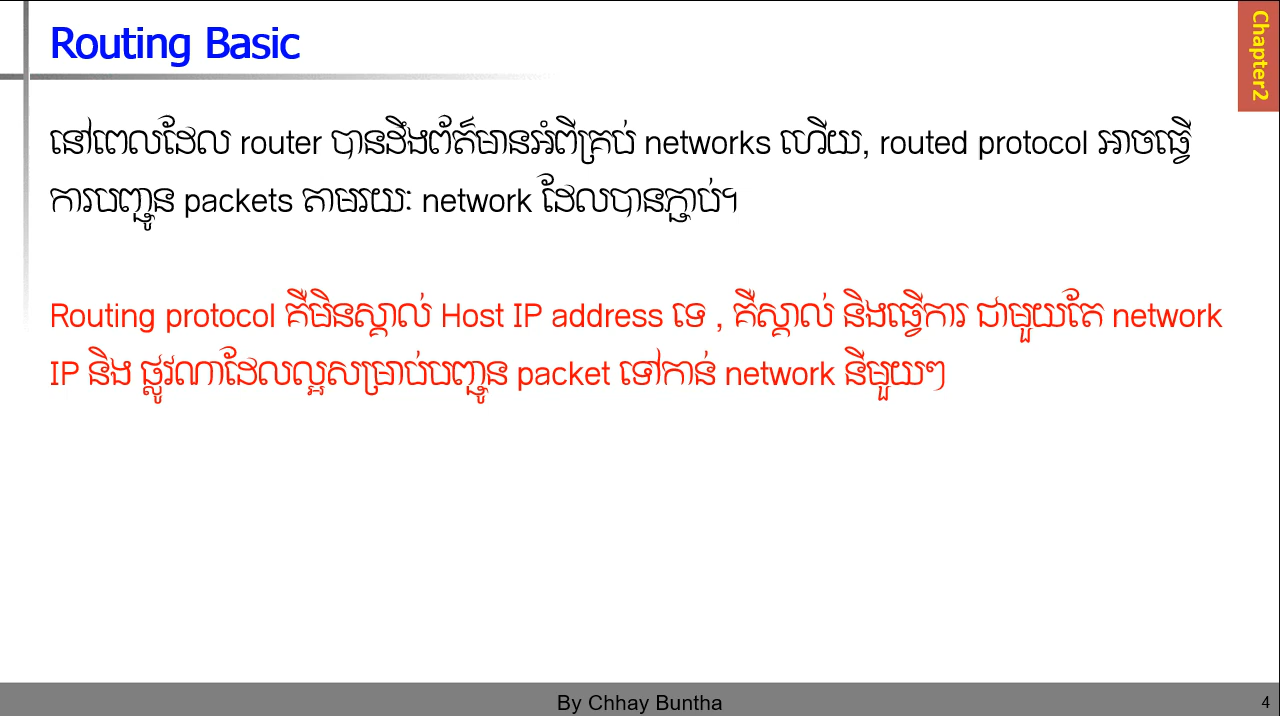 Routing Basic
Chapter2
នៅពេលដែល router បានដឹងព័ត៌មានអំពីគ្រប់ networks ហើយ, routed protocol អាចធ្វើ
ការបញ្ជូន packets តាមរយៈ network ដែលបានភ្ជាប់។
Routing protocol គឺមិនស្គាល់ Host IP address ទេ , គឺស្គាល់ និងធ្វើការ ជាមួយតែ network
IP និង ផ្លូវណាដែលល្អសម្រាប់បញ្ជូន packet ទៅកាន់ network នីមួយៗ
By Chhay Buntha
4